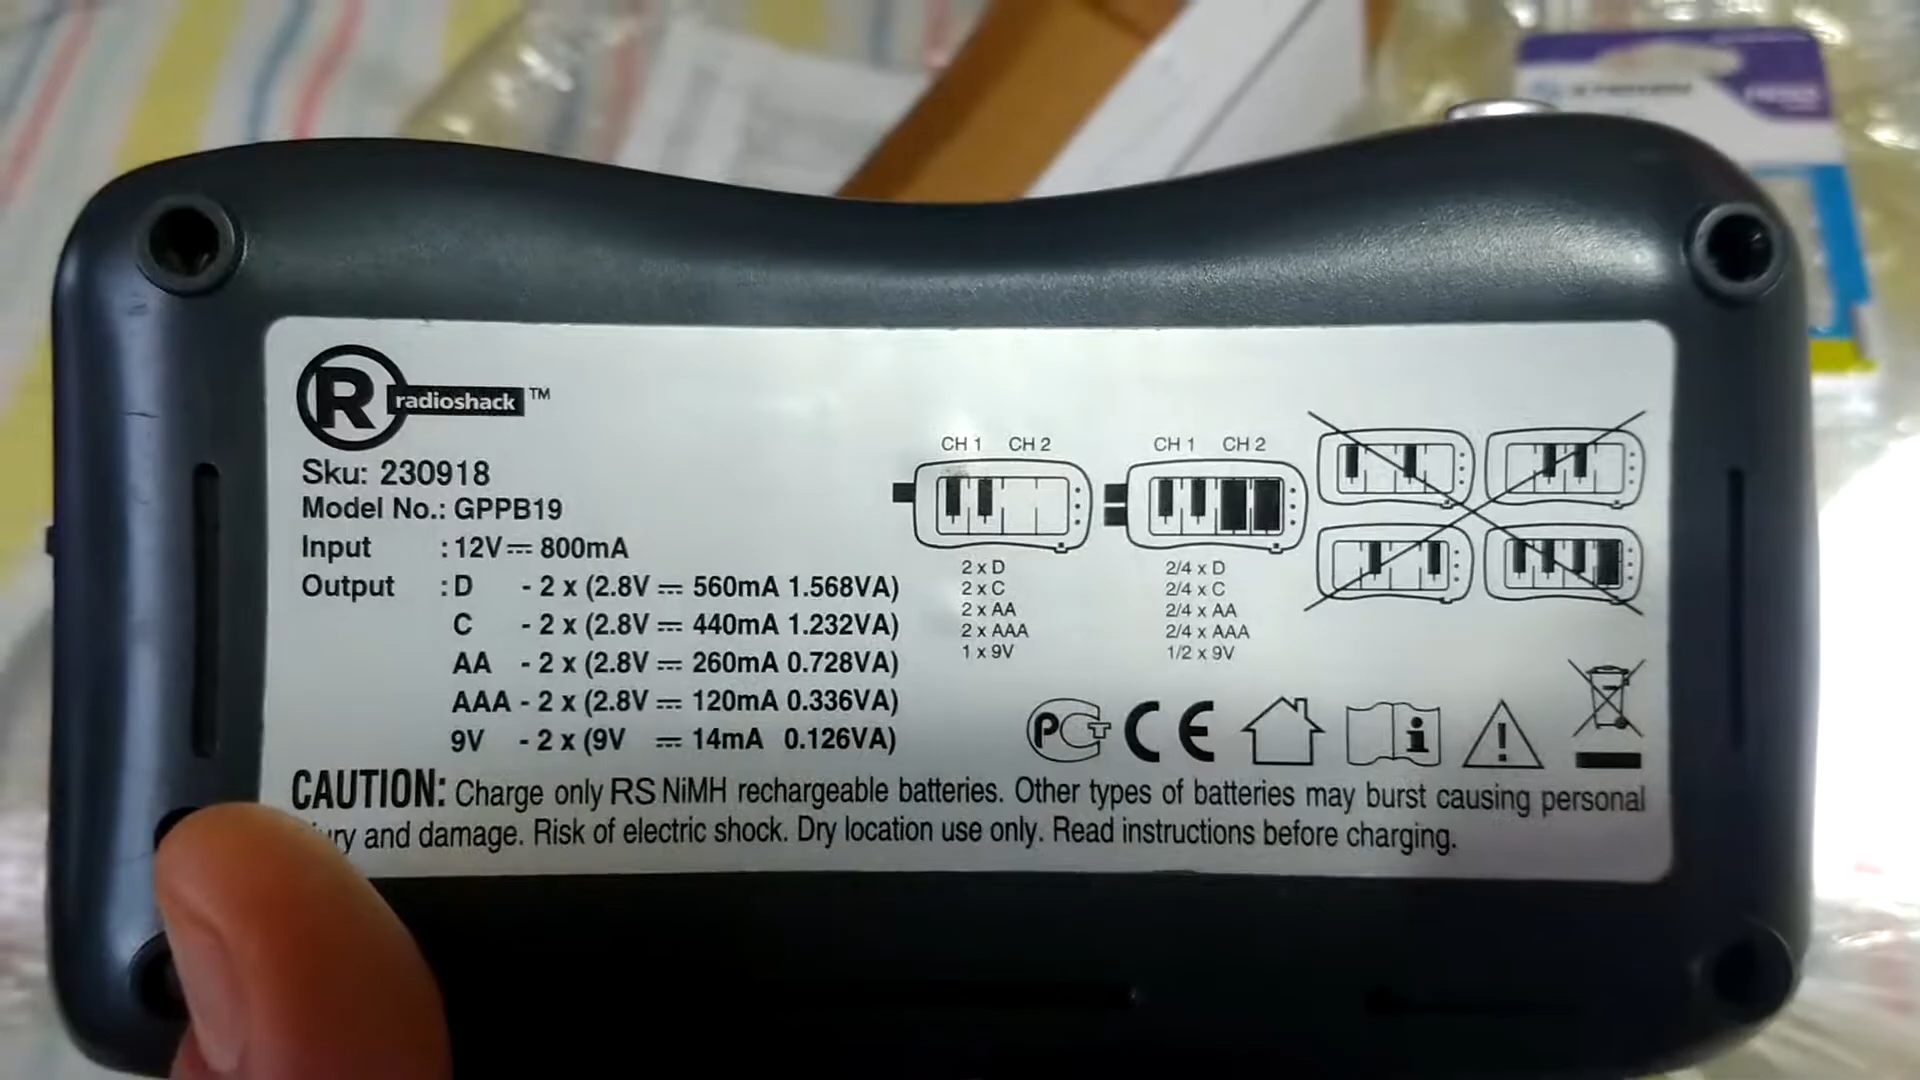 R radioshack ™
Sku: 230918
Model No.: GPPB19
Input : 12V⎓ 800mA
Output : D - 2 x (2.8V ⎓ 560mA 1.568VA)
C - 2 x (2.8V ⎓ 440mA 1.232VA)
AA - 2 x (2.8V ⎓ 260mA 0.728VA)
AAA - 2 x (2.8V ⎓ 120mA 0.336VA)
9V - 2 x (9V ⎓ 14mA 0.126VA)
CH 1 CH 2
2 x D
2 x C
2 x AA
2 x AAA
1 x 9V
CH 1 CH 2
2/4 x D
2/4 x C
2/4 x AA
2/4 x AAA
1/2 x 9V
PCT CE i !
CAUTION: Charge only RS NiMH rechargeable batteries. Other types of batteries may burst causing personal
and damage. Risk of electric shock. Dry location use only. Read instructions before charging.